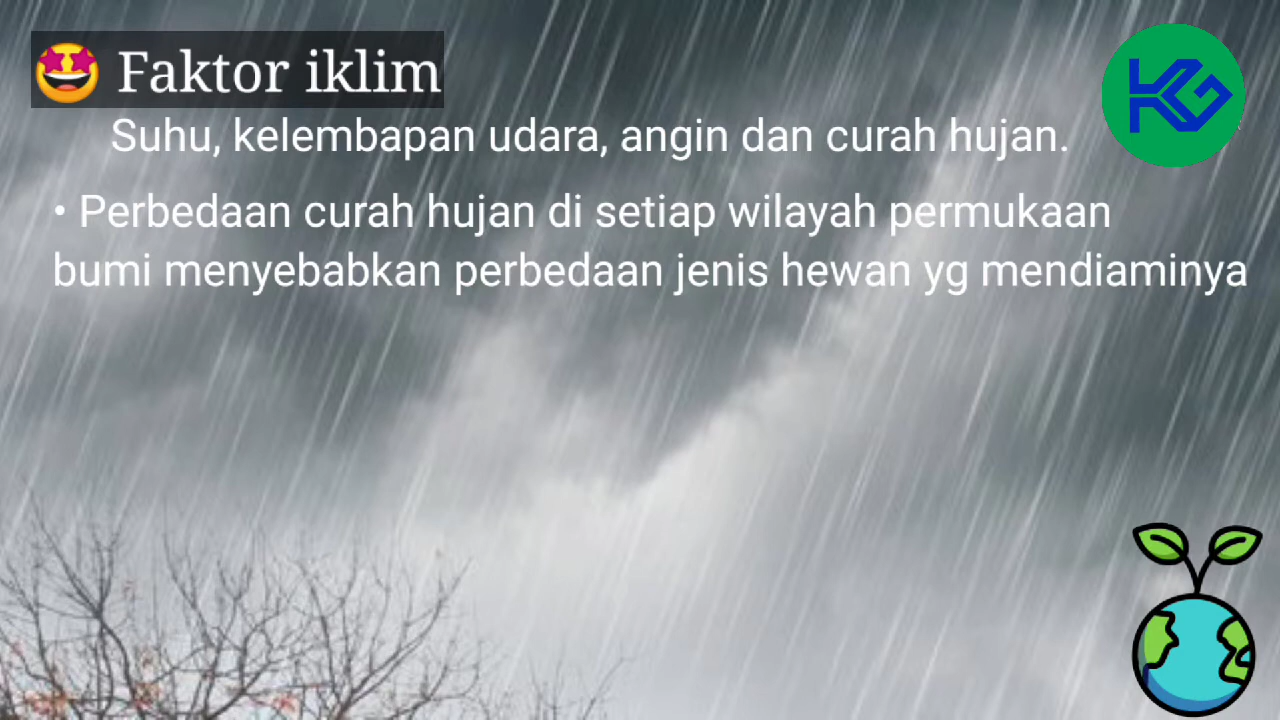 🤩 Faktor iklim
Suhu, kelembapan udara, angin dan curah hujan.
• Perbedaan curah hujan di setiap wilayah permukaan
bumi menyebabkan perbedaan jenis hewan yg mendiaminya
KG